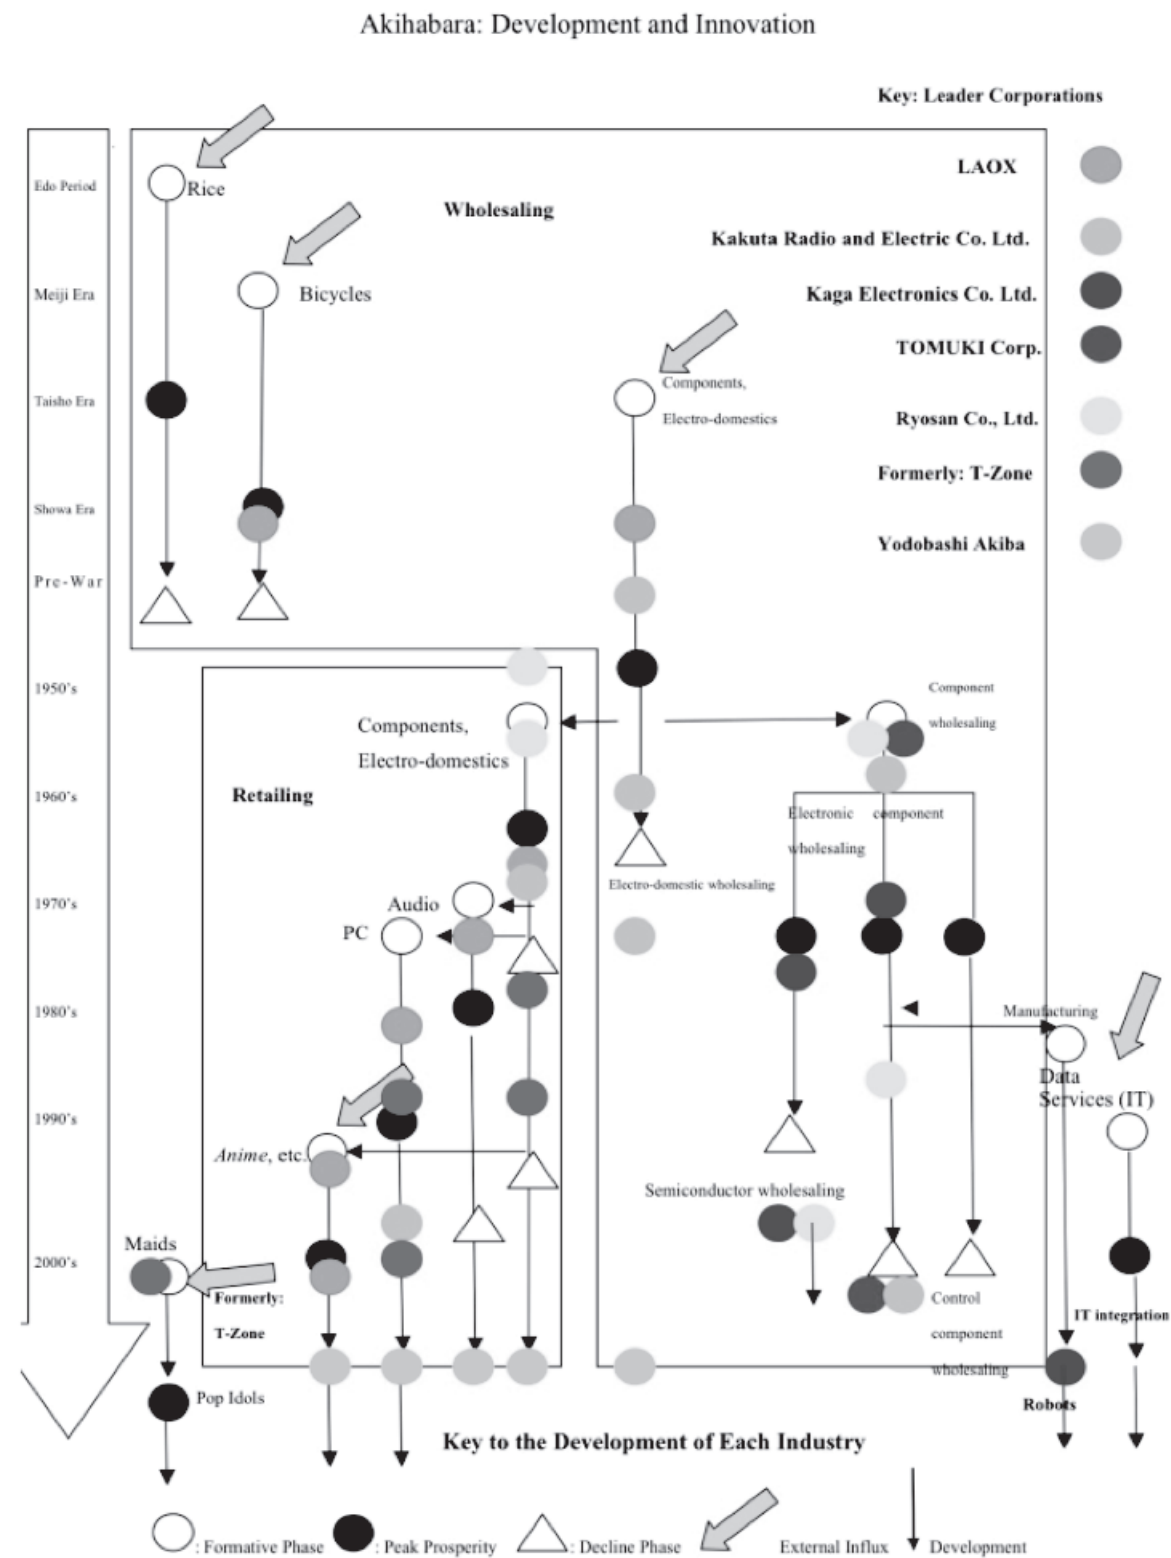 Akihabara: Development and Innovation
Key: Leader Corporations
LAOX
Edo Period
Rice
Wholesaling
Kakuta Radio and Electric Co. Ltd.
Meiji Era
Bicycles
Kaga Electronics Co. Ltd.
TOMUKI Corp.
Components,
Electro-domestics
Taisho Era
Ryosan Co., Ltd.
Formerly: T-Zone
Showa Era
Yodobashi Akiba
Pre-War
1950's
Component
wholesaling
Components,
Electro-domestics
1960's
Retailing
Electronic component
wholesaling
Electro-domestic wholesaling
1970's
Audio
PC
1980's
Manufacturing
Data
Services (IT)
1990's
Anime, etc.
Semiconductor wholesaling
Maids
2000's
Formerly:
T-Zone
Control
component
wholesaling
IT integration
Pop Idols
Robots
Key to the Development of Each Industry
: Formative Phase
: Peak Prosperity
: Decline Phase
External Influx
Development